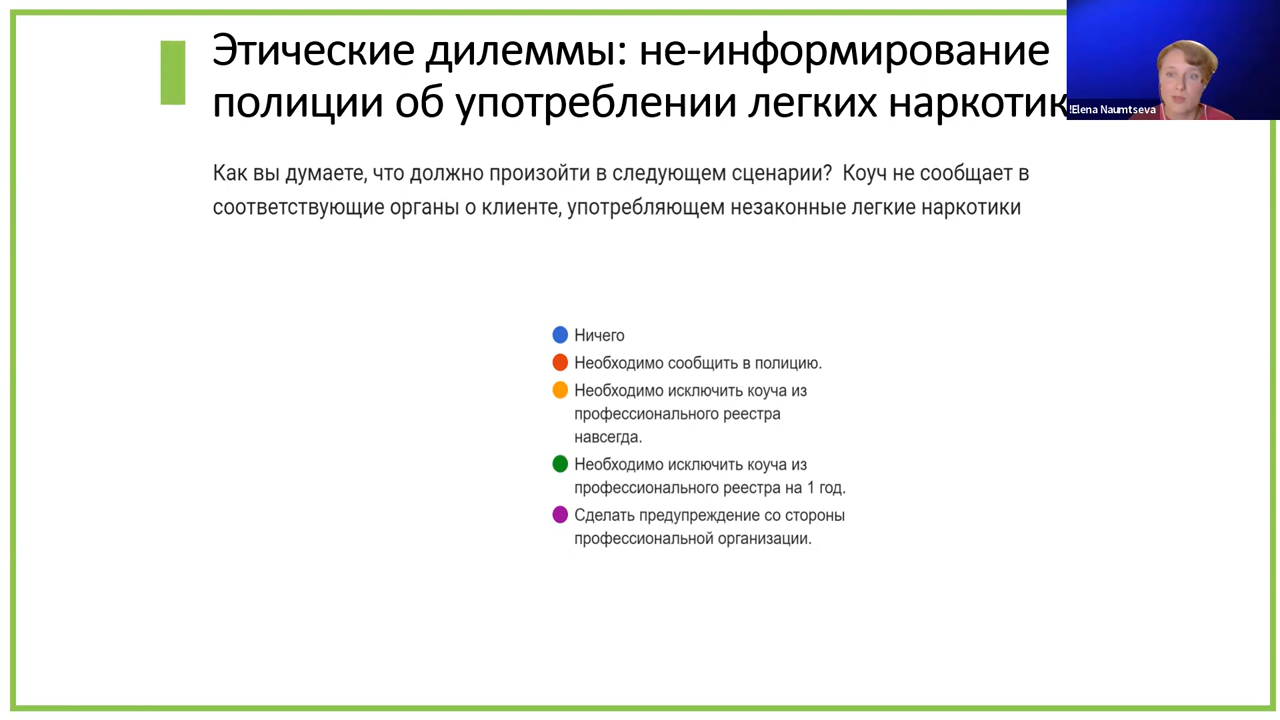 Этические дилеммы: не-информирование
полиции об употреблении легких наркотик
!Elena Naumtseva
Как вы думаете, что должно произойти в следующем сценарии? Коуч не сообщает в
соответствующие органы о клиенте, употребляющем незаконные легкие наркотики
Ничего
Необходимо сообщить в полицию.
Необходимо исключить коуча из
профессионального реестра
навсегда.
Необходимо исключить коуча из
профессионального реестра на 1 год.
Сделать предупреждение со стороны
профессиональной организации.